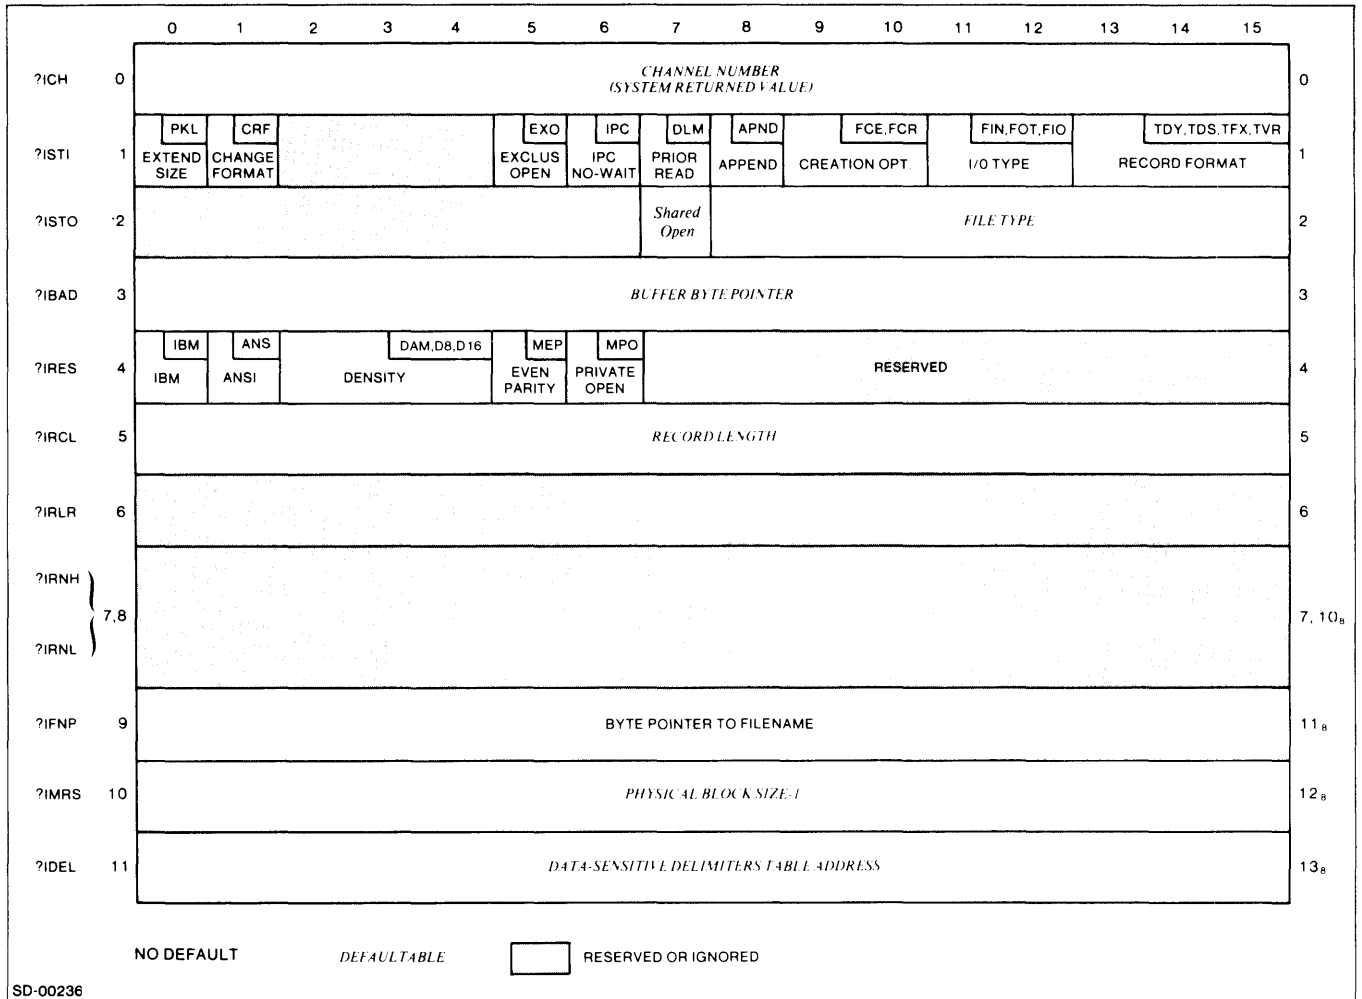 0 1 2 3 4 5 6 7 8 9 10 11 12 13 14 15
?ICH 0 CHANNEL NUMBER 0
(SYSTEM RETURNED VALUE)
PKL CRF EXO IPC DLM APND FCE,FCR FIN,FOT,FIO TDY,TDS,TFX,TVR
?ISTI 1 EXTEND SIZE CHANGE FORMAT EXCLUS OPEN IPC NO-WAIT PRIOR READ APPEND CREATION OPT. I/O TYPE RECORD FORMAT 1
?ISTO 2 Shared Open FILE TYPE 2
?IBAD 3 BUFFER BYTE POINTER 3
IBM ANS DAM,D8,D16 MEP MPO
?IRES 4 IBM ANSI DENSITY EVEN PARITY PRIVATE OPEN RESERVED 4
?IRCL 5 RECORD LENGTH 5
?IRLR 6 6
?IRNH
7,8 7, 10₈
?IRNL
?IFNP 9 BYTE POINTER TO FILENAME 11₈
?IMRS 10 PHYSICAL BLOCK SIZE-1 12₈
?IDEL 11 DATA-SENSITIVE DELIMITERS TABLE ADDRESS 13₈
NO DEFAULT DEFAULTABLE RESERVED OR IGNORED
SD-00236